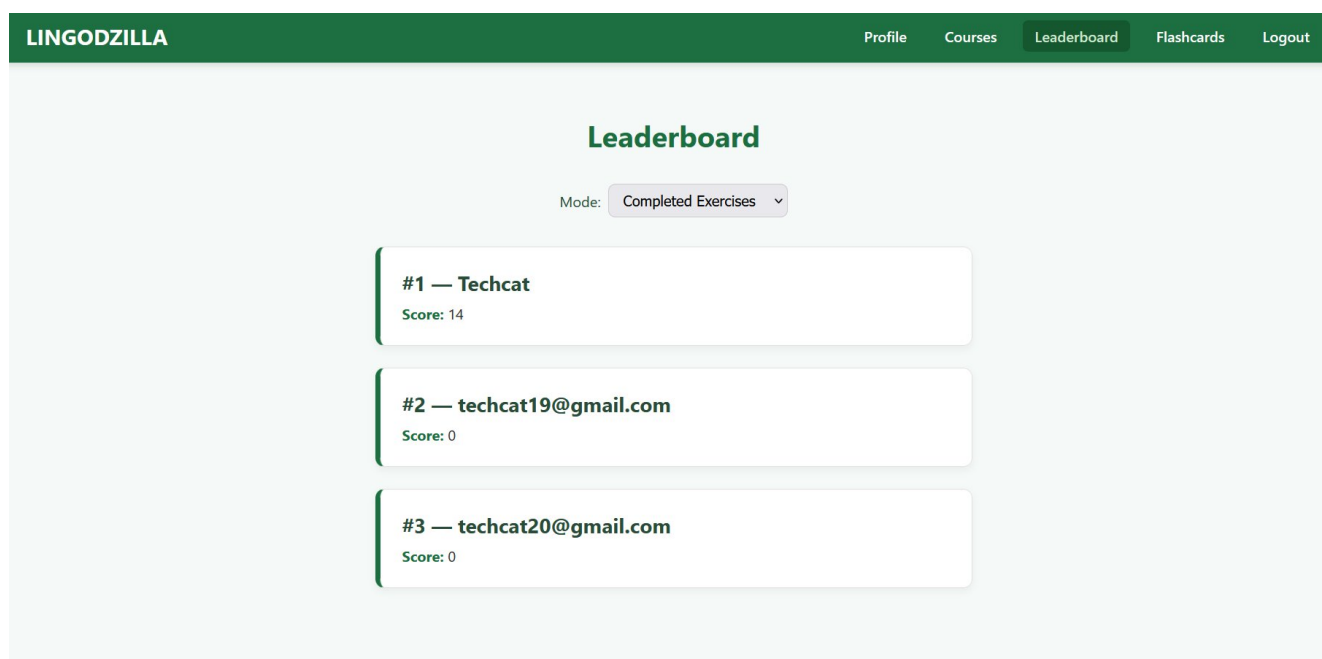 LINGODZILLA Profile Courses Leaderboard Flashcards Logout
Leaderboard
Mode: Completed Exercises
#1 — Techcat
Score: 14
#2 — techcat19@gmail.com
Score: 0
#3 — techcat20@gmail.com
Score: 0